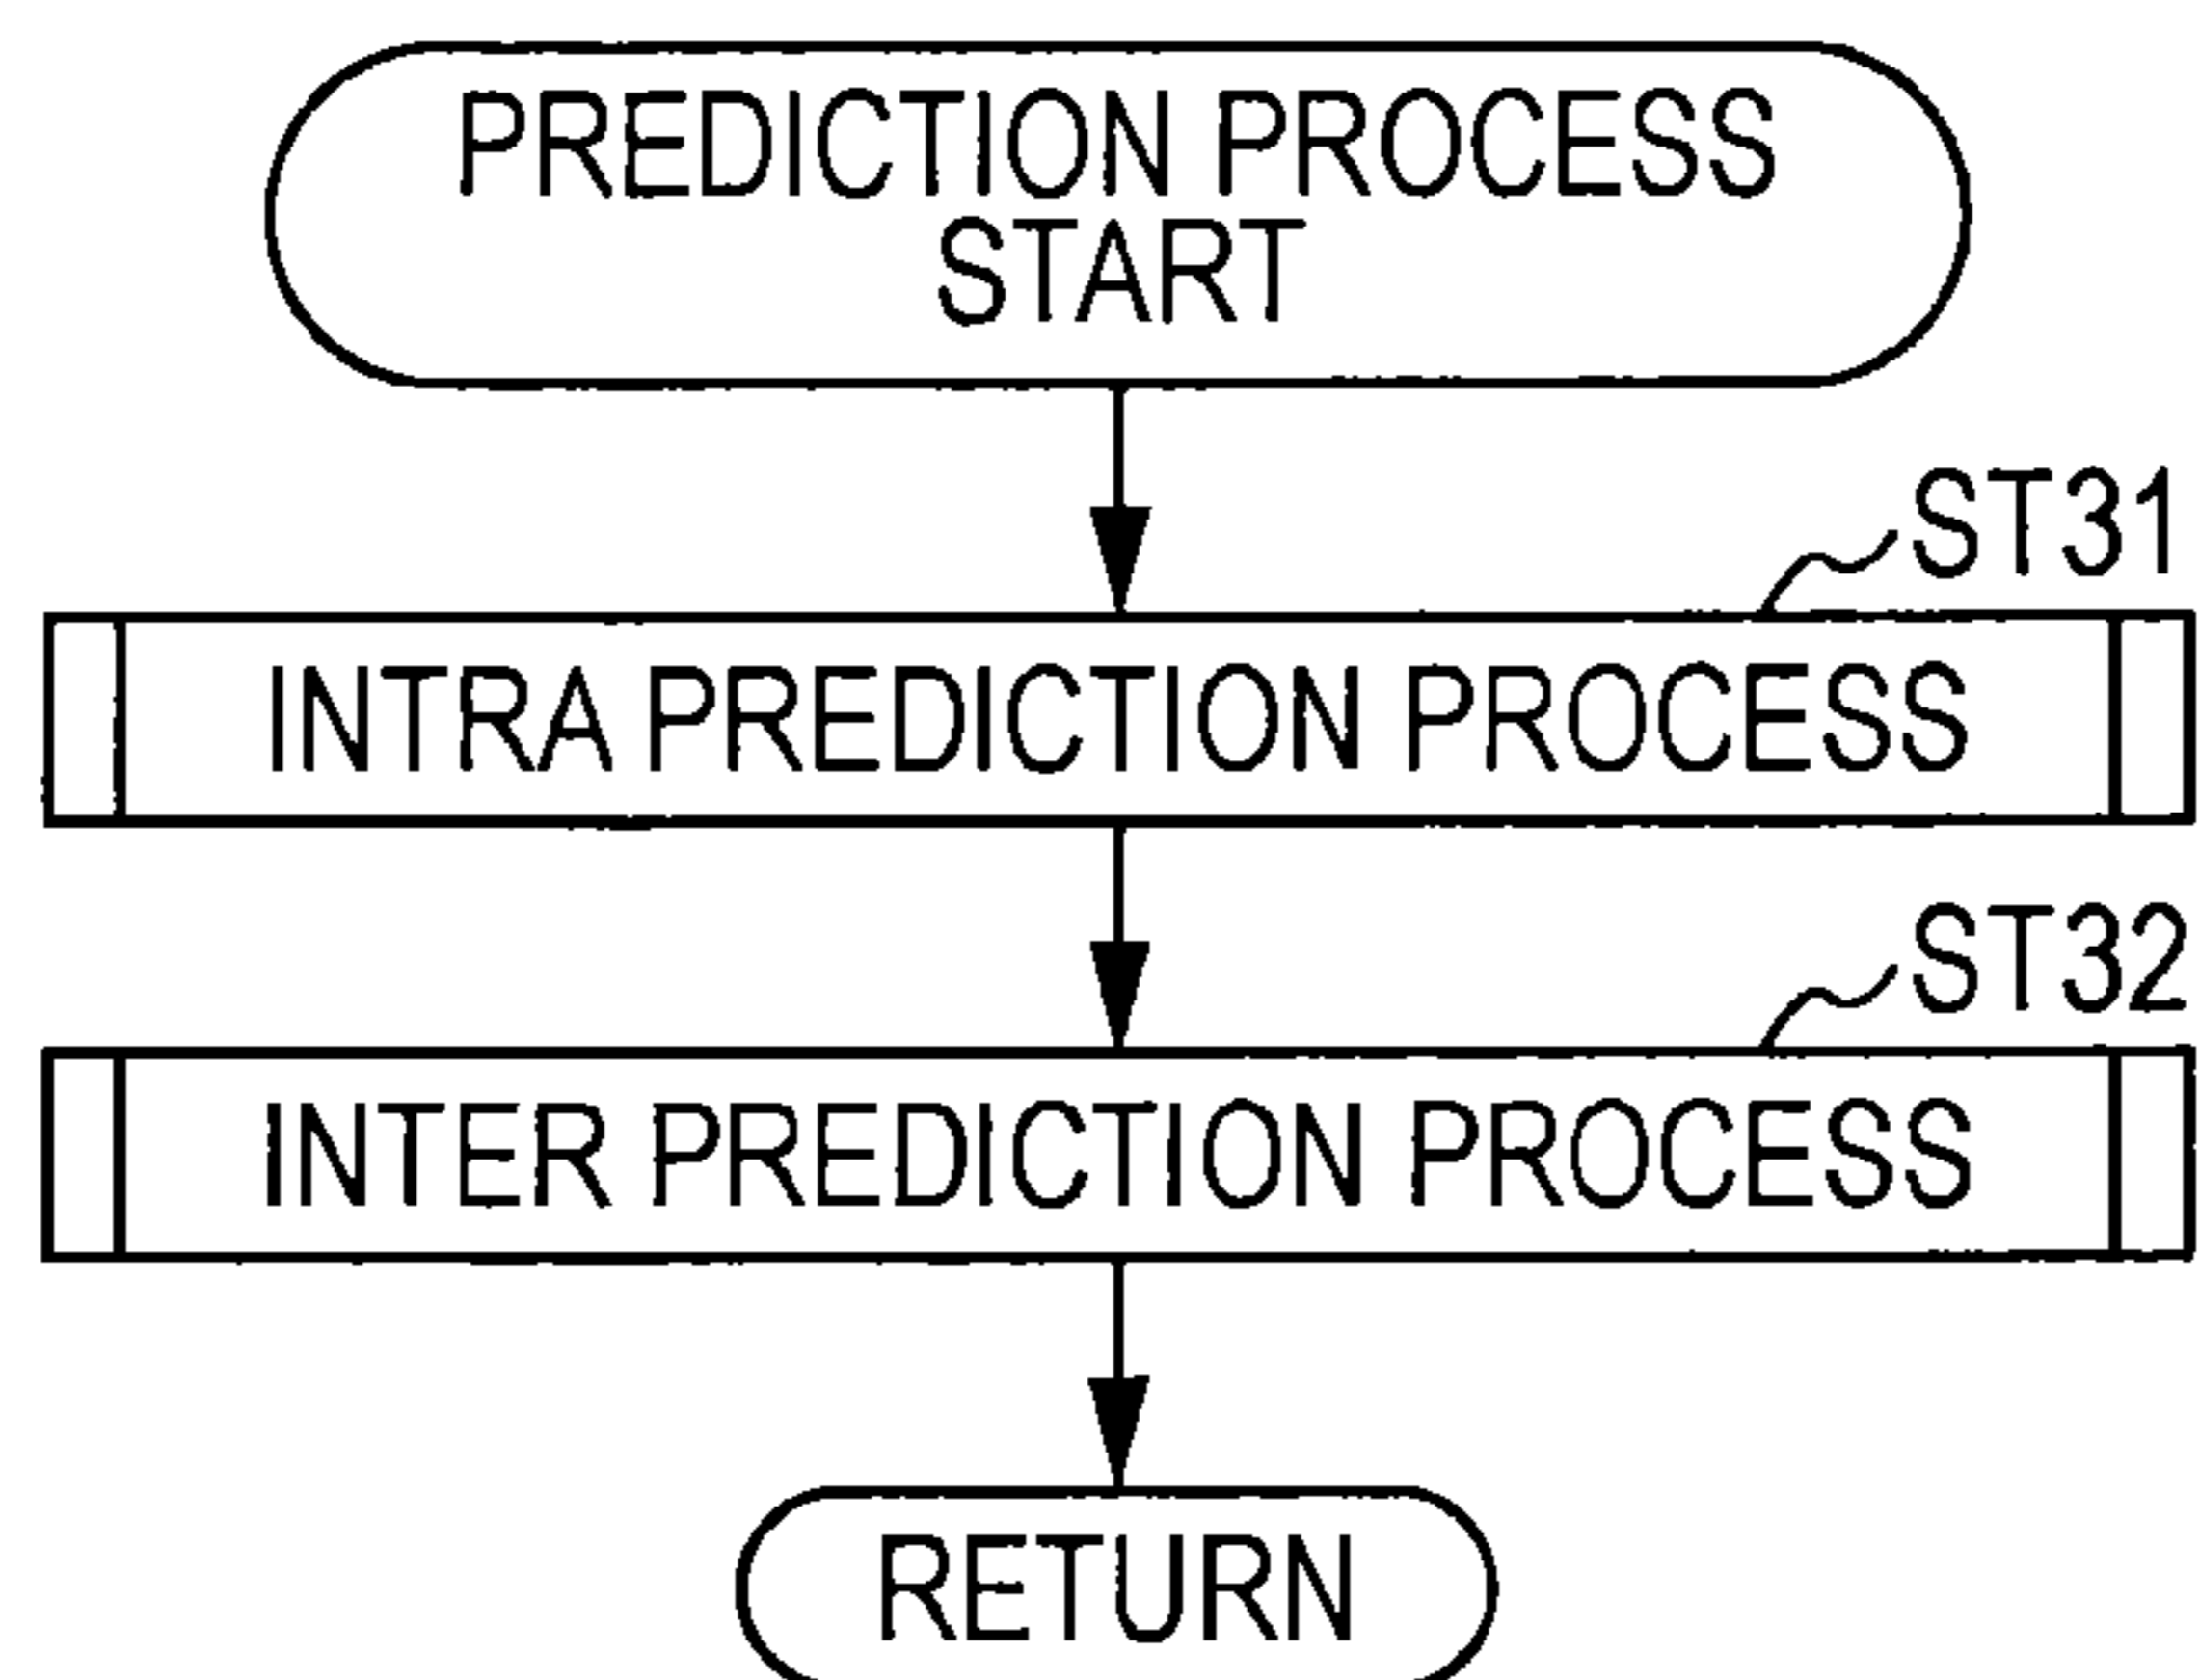 PREDICTION PROCESS
START
ST31
INTRA PREDICTION PROCESS
ST32
INTER PREDICTION PROCESS
RETURN